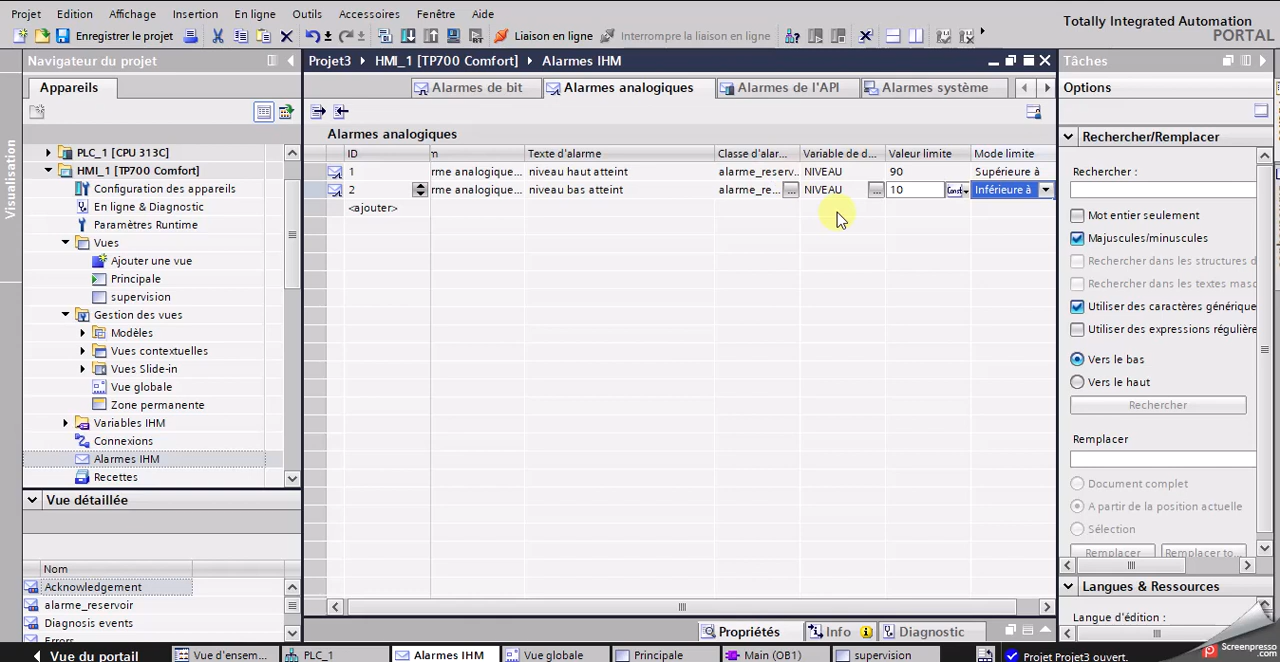 Projet Edition Affichage Insertion En ligne Outils Accessoires Fenêtre Aide
Totally Integrated Automation
PORTAL
Enregistrer le projet
Liaison en ligne
Interrompre la liaison en ligne
Navigateur du projet
Projet3 HMI_1 [TP700 Comfort] Alarmes IHM
Tâches
Appareils
Alarmes de bit
Alarmes analogiques
Alarmes de l'API
Alarmes système
Options
Visualisation
Alarmes analogiques
Rechercher/Remplacer
ID m Texte d'alarme Classe d'alar... Variable de d... Valeur limite Mode limite
1 rme analogique... niveau haut atteint alarme_reserv... NIVEAU 90 Supérieure à
2 rme analogique... niveau bas atteint alarme_re... ... NIVEAU ... 10 Const Inférieure à
<ajouter>
PLC_1 [CPU 313C]
HMI_1 [TP700 Comfort]
Configuration des appareils
En ligne & Diagnostic
Paramètres Runtime
Vues
Ajouter une vue
Principale
supervision
Gestion des vues
Modèles
Vues contextuelles
Vues Slide-in
Vue globale
Zone permanente
Variables IHM
Connexions
Alarmes IHM
Recettes
Rechercher :
Mot entier seulement
Majuscules/minuscules
Rechercher dans les structures d
Rechercher dans les textes masc
Utiliser des caractères générique
Utiliser des expressions régulière
Vers le bas
Vers le haut
Rechercher
Remplacer
Document complet
A partir de la position actuelle
Sélection
Remplacer
Remplacer to...
Langues & Ressources
Langue d'édition :
Vue détaillée
Nom
Acknowledgement
alarme_reservoir
Diagnosis events
Errors
Propriétés
Info
Diagnostic
Vue du portail
Vue d'ensem...
PLC_1
Alarmes IHM
Vue globale
Principale
Main (OB1)
supervision
Projet Projet3 ouvert.
Screenpresso
.com